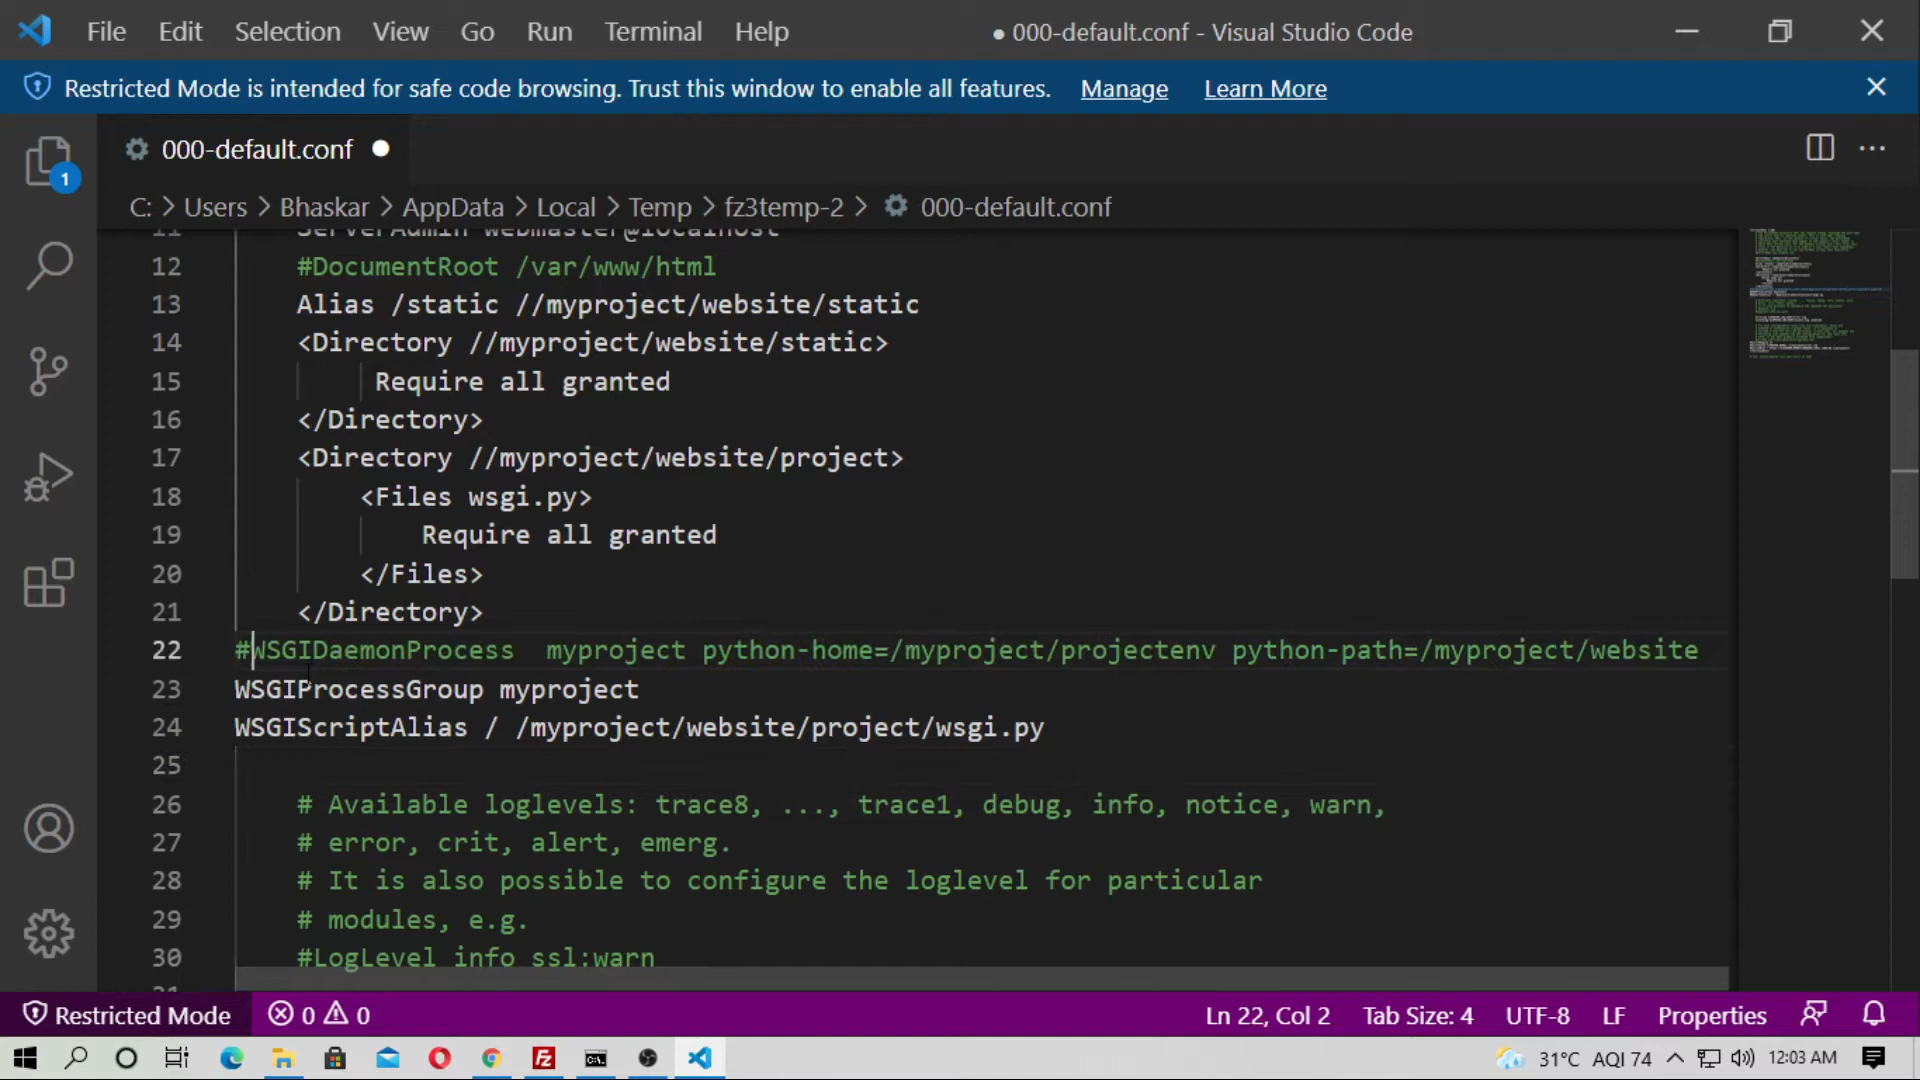 File Edit Selection View Go Run Terminal Help ● 000-default.conf - Visual Studio Code
Restricted Mode is intended for safe code browsing. Trust this window to enable all features. Manage Learn More
000-default.conf
C: > Users > Bhaskar > AppData > Local > Temp > fz3temp-2 > 000-default.conf
1
11 ServerAdmin webmaster@localhost
12 #DocumentRoot /var/www/html
13 Alias /static //myproject/website/static
14 <Directory //myproject/website/static>
15 Require all granted
16 </Directory>
17 <Directory //myproject/website/project>
18 <Files wsgi.py>
19 Require all granted
20 </Files>
21 </Directory>
22 #WSGIDaemonProcess  myproject python-home=/myproject/projectenv python-path=/myproject/website
23 WSGIProcessGroup myproject
24 WSGIScriptAlias / /myproject/website/project/wsgi.py
25
26 # Available loglevels: trace8, ..., trace1, debug, info, notice, warn,
27 # error, crit, alert, emerg.
28 # It is also possible to configure the loglevel for particular
29 # modules, e.g.
30 #LogLevel info ssl:warn
Restricted Mode 0 0 Ln 22, Col 2 Tab Size: 4 UTF-8 LF Properties
31°C AQI 74 12:03 AM